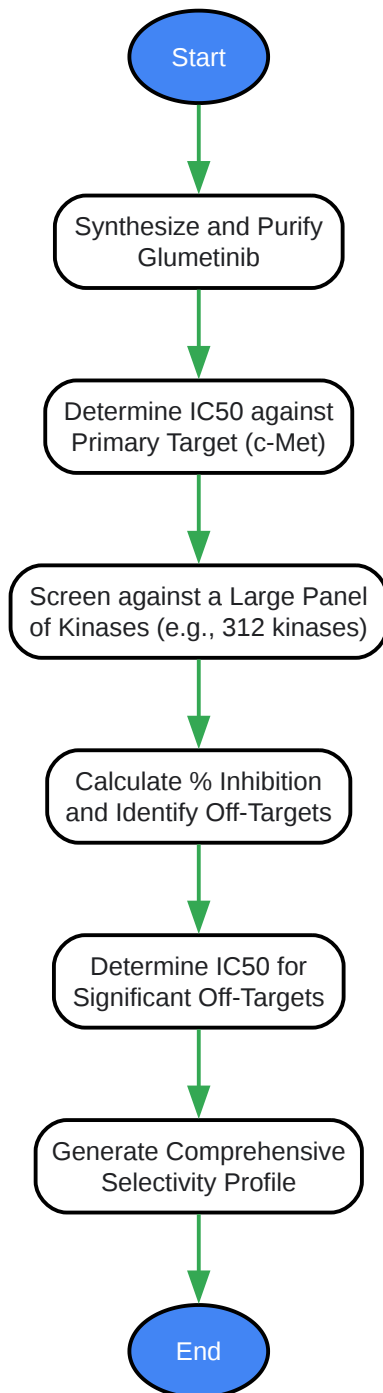 Start
Synthesize and Purify
Glumetinib
Determine IC50 against
Primary Target (c-Met)
Screen against a Large Panel
of Kinases (e.g., 312 kinases)
Calculate % Inhibition
and Identify Off-Targets
Determine IC50 for
Significant Off-Targets
Generate Comprehensive
Selectivity Profile
End